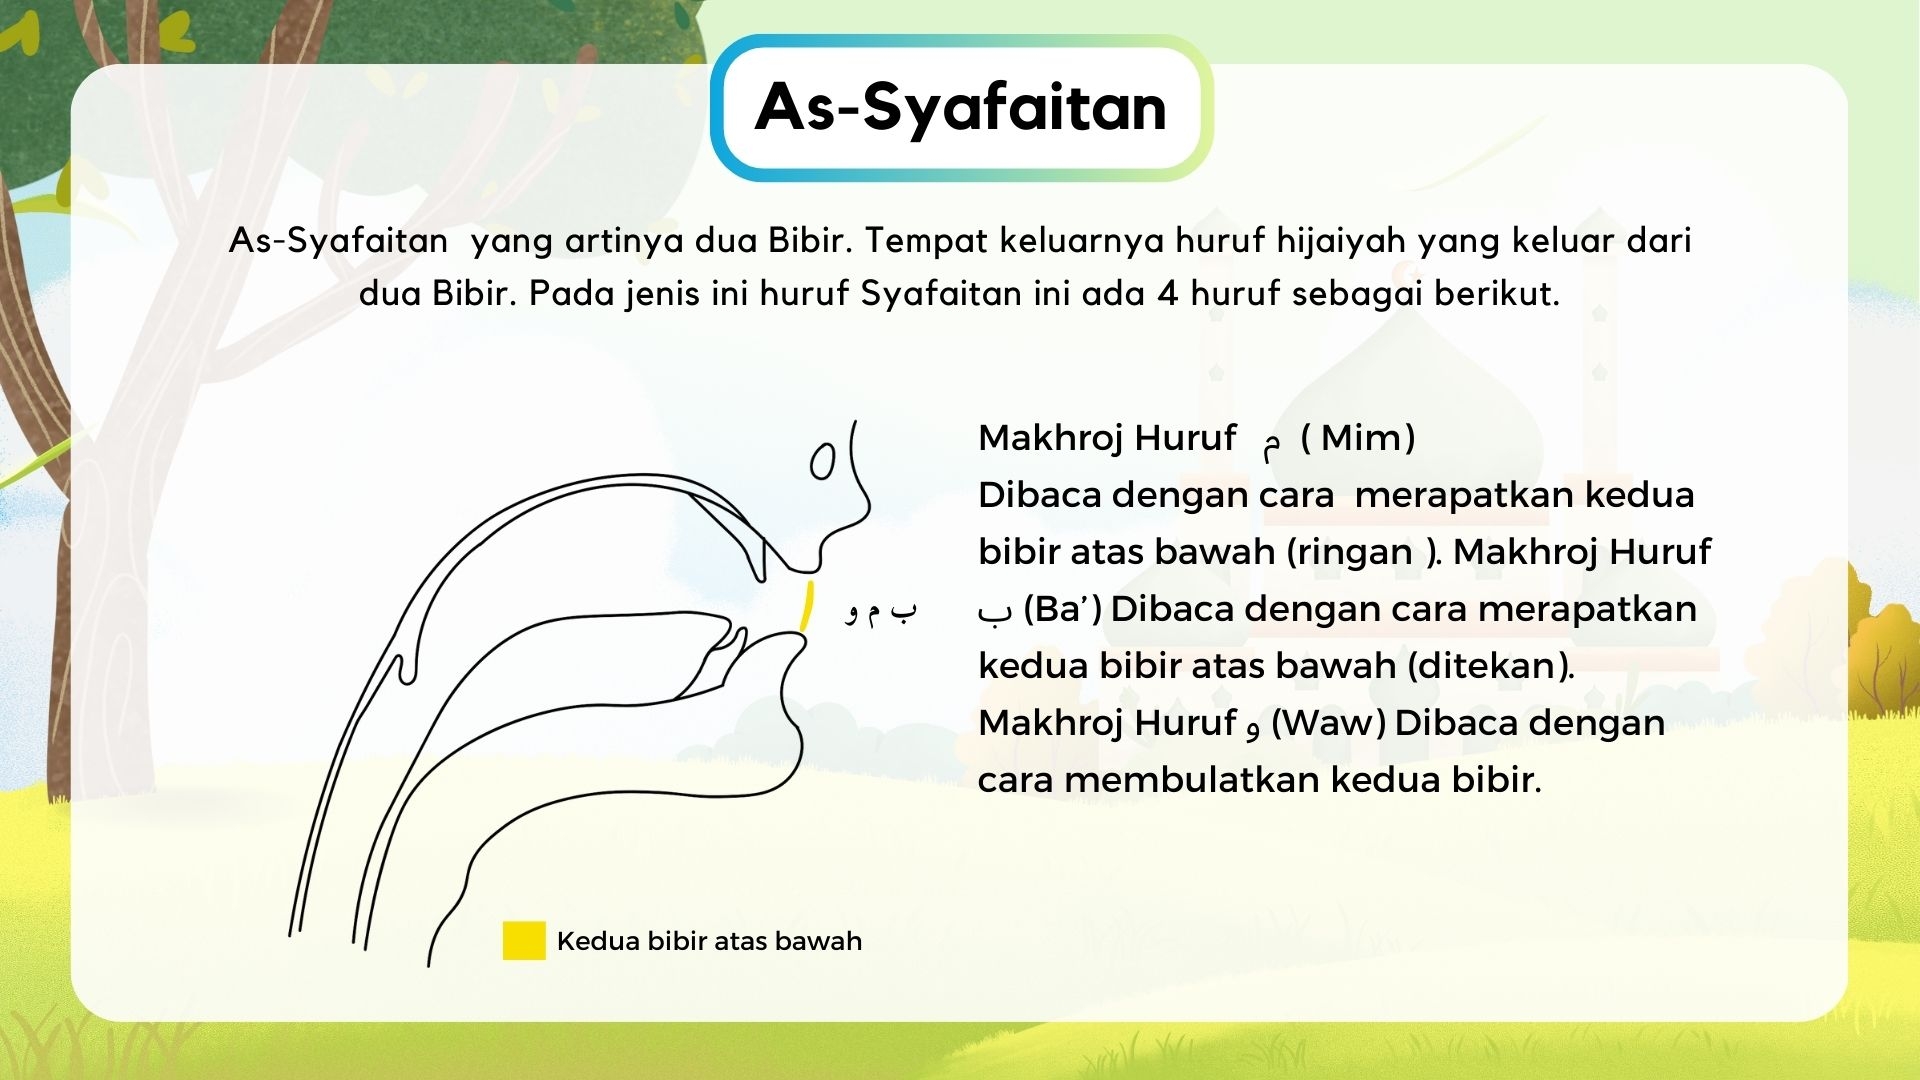 As-Syafaitan
As-Syafaitan yang artinya dua Bibir. Tempat keluarnya huruf hijaiyah yang keluar dari
dua Bibir. Pada jenis ini huruf Syafaitan ini ada 4 huruf sebagai berikut.
Makhroj Huruf م ( Mim)
Dibaca dengan cara merapatkan kedua
bibir atas bawah (ringan ). Makhroj Huruf
ب (Ba’) Dibaca dengan cara merapatkan
kedua bibir atas bawah (ditekan).
Makhroj Huruf و (Waw) Dibaca dengan
cara membulatkan kedua bibir.
ب م و
Kedua bibir atas bawah